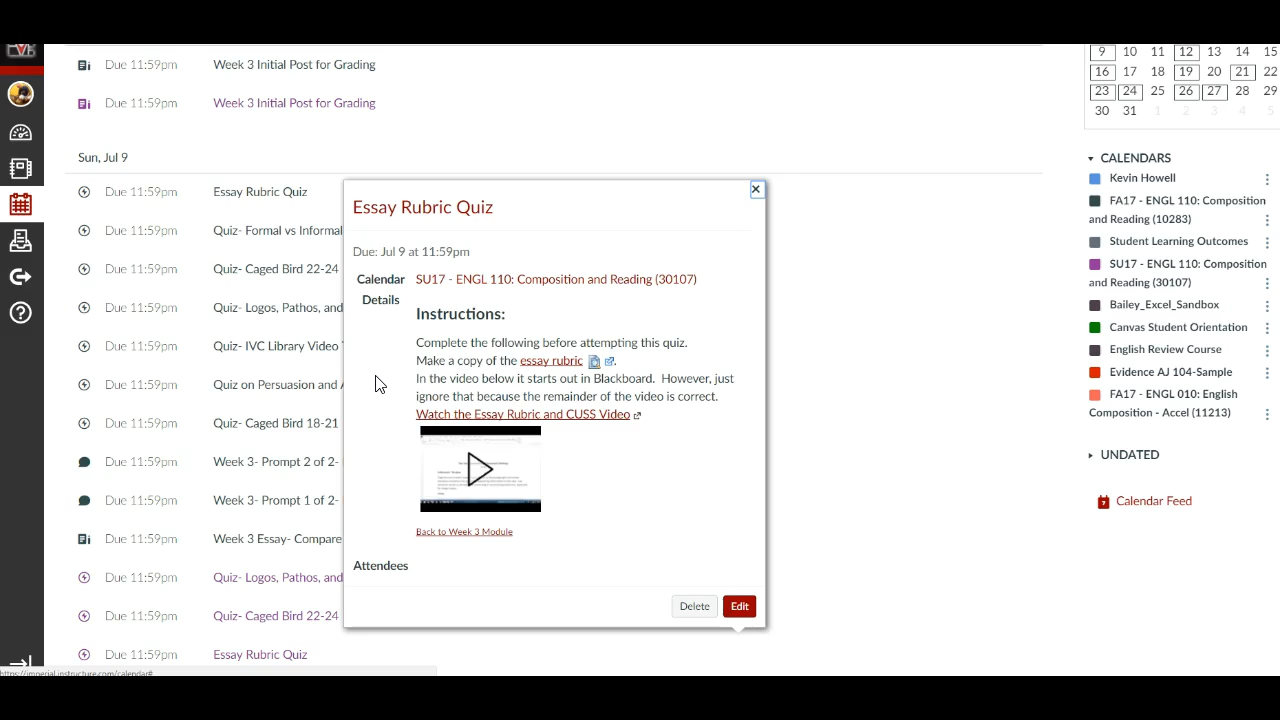 Due 11:59pm Week 3 Initial Post for Grading
Due 11:59pm Week 3 Initial Post for Grading
Sun, Jul 9
Due 11:59pm Essay Rubric Quiz
Due 11:59pm Quiz- Formal vs Informal
Due 11:59pm Quiz- Caged Bird 22-24
Due 11:59pm Quiz- Logos, Pathos, and
Due 11:59pm Quiz- IVC Library Video
Due 11:59pm Quiz on Persuasion and
Due 11:59pm Quiz- Caged Bird 18-21
Due 11:59pm Week 3- Prompt 2 of 2-
Due 11:59pm Week 3- Prompt 1 of 2-
Due 11:59pm Week 3 Essay- Compare
Due 11:59pm Quiz- Logos, Pathos, and
Due 11:59pm Quiz- Caged Bird 22-24
Due 11:59pm Essay Rubric Quiz
https://imperial.instructure.com/calendar#
Essay Rubric Quiz
Due: Jul 9 at 11:59pm
Calendar SU17 - ENGL 110: Composition and Reading (30107)
Details
Instructions:
Complete the following before attempting this quiz.
Make a copy of the essay rubric .
In the video below it starts out in Blackboard. However, just
ignore that because the remainder of the video is correct.
Watch the Essay Rubric and CUSS Video
Back to Week 3 Module
Attendees
Delete Edit
9 10 11 12 13 14 15
16 17 18 19 20 21 22
23 24 25 26 27 28 29
30 31 1 2 3 4 5
CALENDARS
Kevin Howell
FA17 - ENGL 110: Composition
and Reading (10283)
Student Learning Outcomes
SU17 - ENGL 110: Composition
and Reading (30107)
Bailey_Excel_Sandbox
Canvas Student Orientation
English Review Course
Evidence AJ 104-Sample
FA17 - ENGL 010: English
Composition - Accel (11213)
UNDATED
Calendar Feed